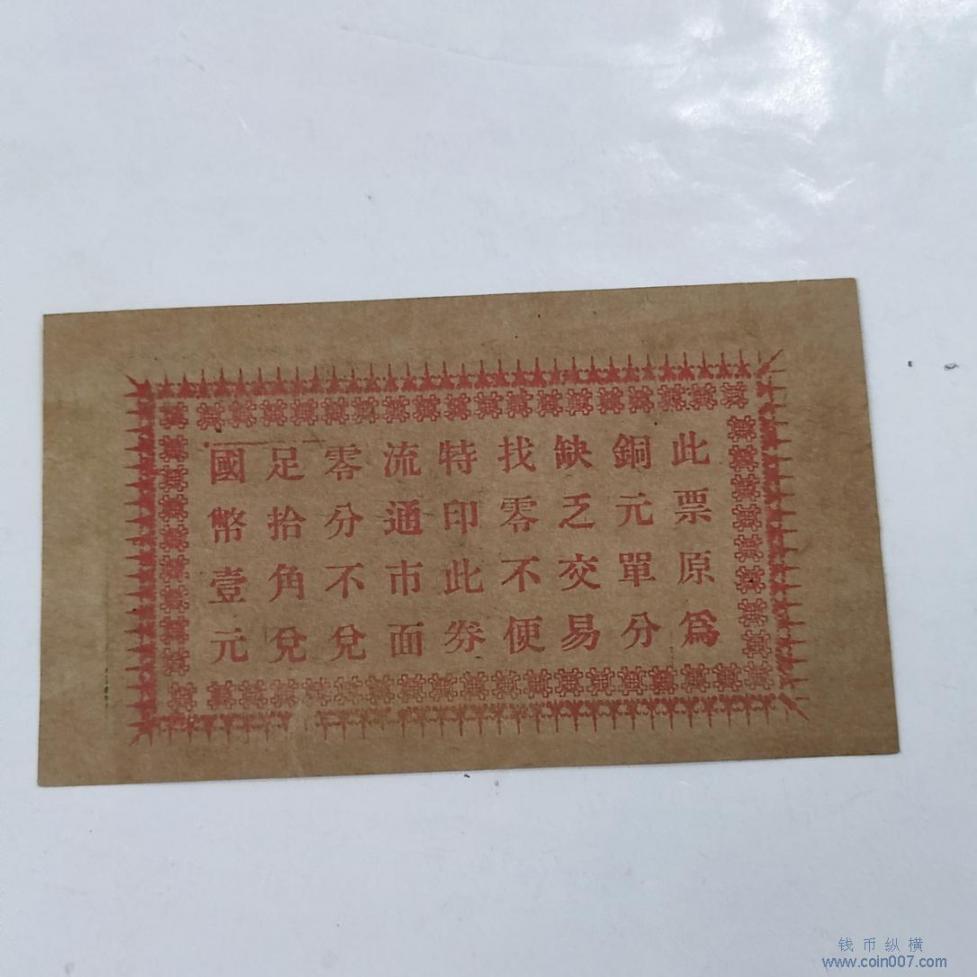 此票原為
銅元單分
缺乏交易
找零不便
特印此券
流通市面
零分不兌
足拾角兌
國幣壹元
钱币纵横
www.coin007.com